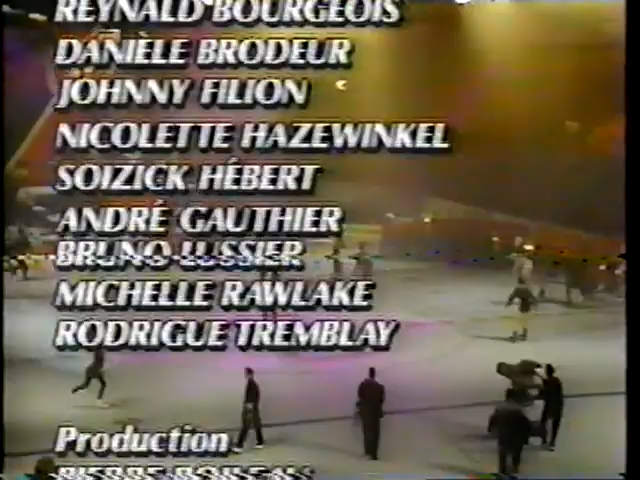 REYNALD BOURGEOIS
DANIÈLE BRODEUR
JOHNNY FILION
NICOLETTE HAZEWINKEL
SOIZICK HÉBERT
ANDRÉ GAUTHIER
BRUNO LUSSIER
MICHELLE RAWLAKE
RODRIGUE TREMBLAY
Production
PIERRE